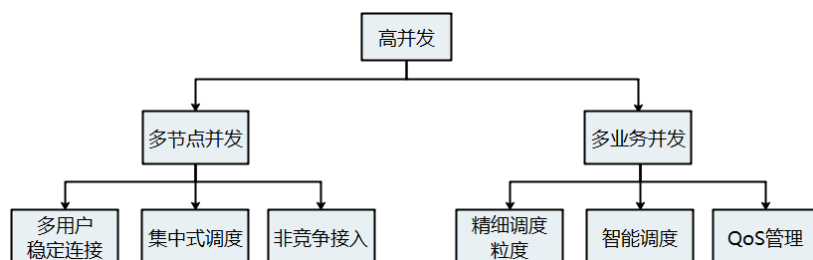 高并发
多节点并发
多业务并发
多用户
稳定连接
集中式调度
非竞争接入
精细调度
粒度
智能调度
QoS管理